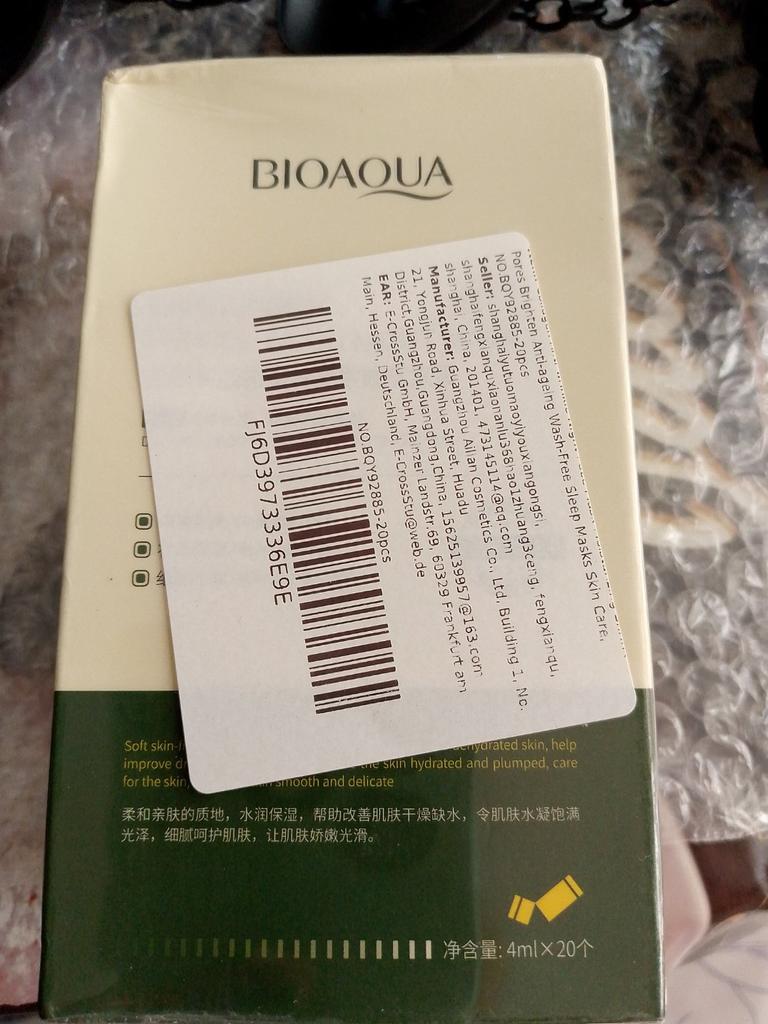 BIOAQUA
Pores Brighten Anti-ageing Wash-Free Sleep Masks Skin Care,
NO.BQY92885-20pcs
Seller: shanghaiyutuomaoyiyouxiangongsi,
shanghaifengxianquxiaonanlu358hao1zhuang3ceng, fengxianqu,
shanghai, China, 201401, 473145114@qq.com
Manufacturer: Guangzhou Ailian Cosmetics Co., Ltd, Building 1, No.
21, Yongjun Road, Xinhua Street, Huadu
District,Guangzhou,Guangdong,China, 15625139957@163.com
EAR: E-CrossStu GmbH, Mainzer Landstr.69, 60329 Frankfurt am
Main, Hessen, Deutschland, E-CrossStu@web.de
NO.BQY92885-20pcs
FJ6D3973336E9E
Soft skin- dehydrated skin, help
improve the skin hydrated and plumped, care
for the skin, smooth and delicate
柔和亲肤的质地，水润保湿，帮助改善肌肤干燥缺水，令肌肤水凝饱满
光泽，细腻呵护肌肤，让肌肤娇嫩光滑。
净含量: 4ml×20个